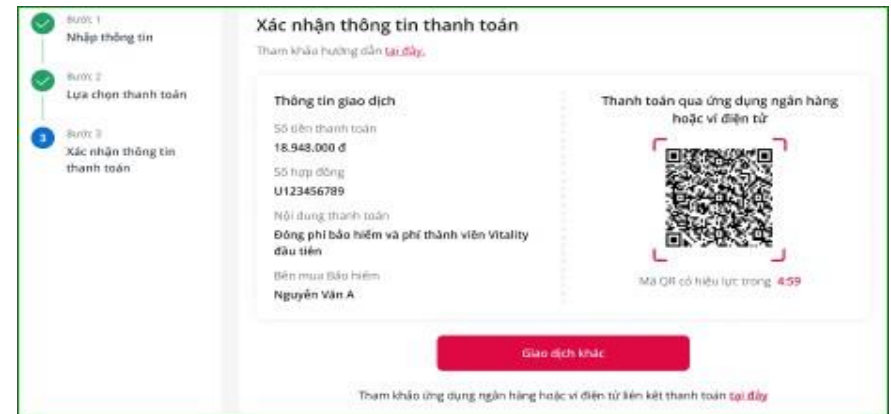 Bước 1
Nhập thông tin
Bước 2
Lựa chọn thanh toán
3
Bước 3
Xác nhận thông tin
thanh toán
Xác nhận thông tin thanh toán
Tham khảo hướng dẫn tại đây.
Thông tin giao dịch
Số tiền thanh toán
18.948.000 đ
Số hợp đồng
U123456789
Nội dung thanh toán
Đóng phí bảo hiểm và phí thành viên Vitality
đầu tiên
Bên mua Bảo hiểm
Nguyễn Văn A
Thanh toán qua ứng dụng ngân hàng
hoặc ví điện tử
Mã QR có hiệu lực trong 4:59
Giao dịch khác
Tham khảo ứng dụng ngân hàng hoặc ví điện tử liên kết thanh toán tại đây